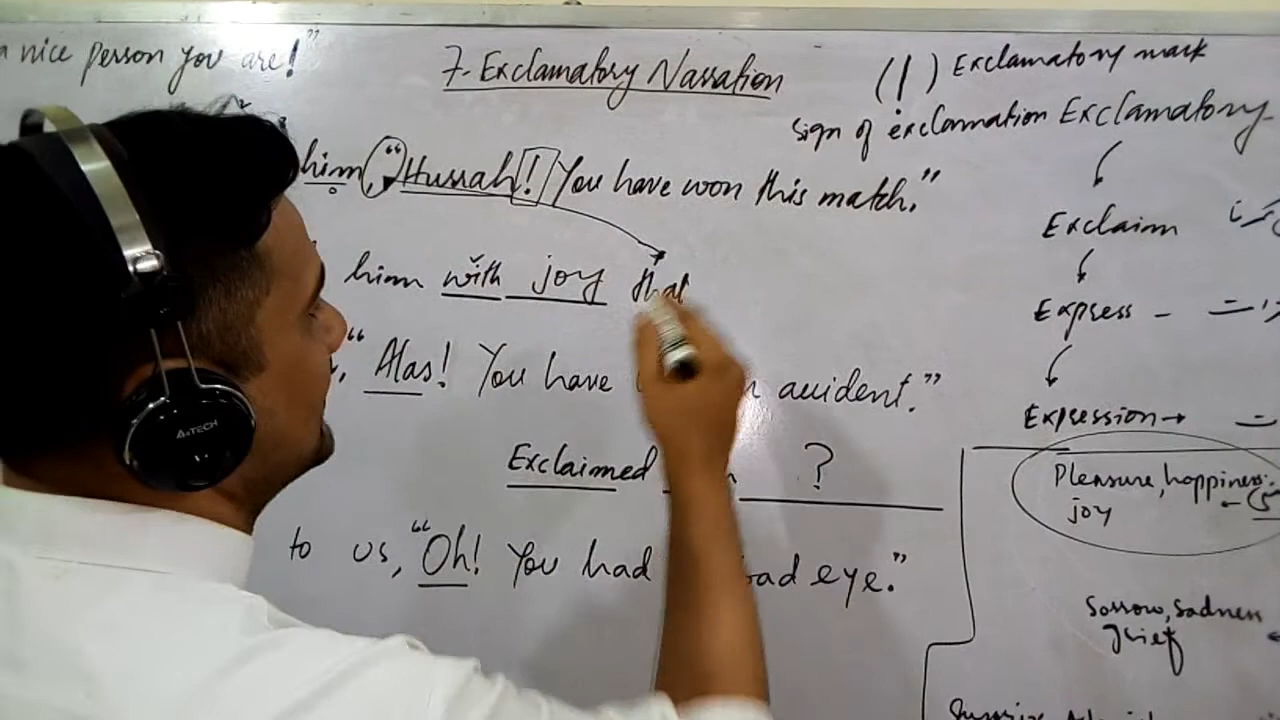 a nice person you are!”
7. Exclamatory Narration
(!) Exclamatory mark
sign of exclamation
him, “Hurrah! You have won this match.”
him with joy that
, “Alas! You have accident.”
Exclaimed ?
to us, “Oh! You had bad eye.”
A4TECH
Exclamatory
Exclaim
Express –
Expression →
Pleasure, happiness
joy
Sorrow, sadness
grief